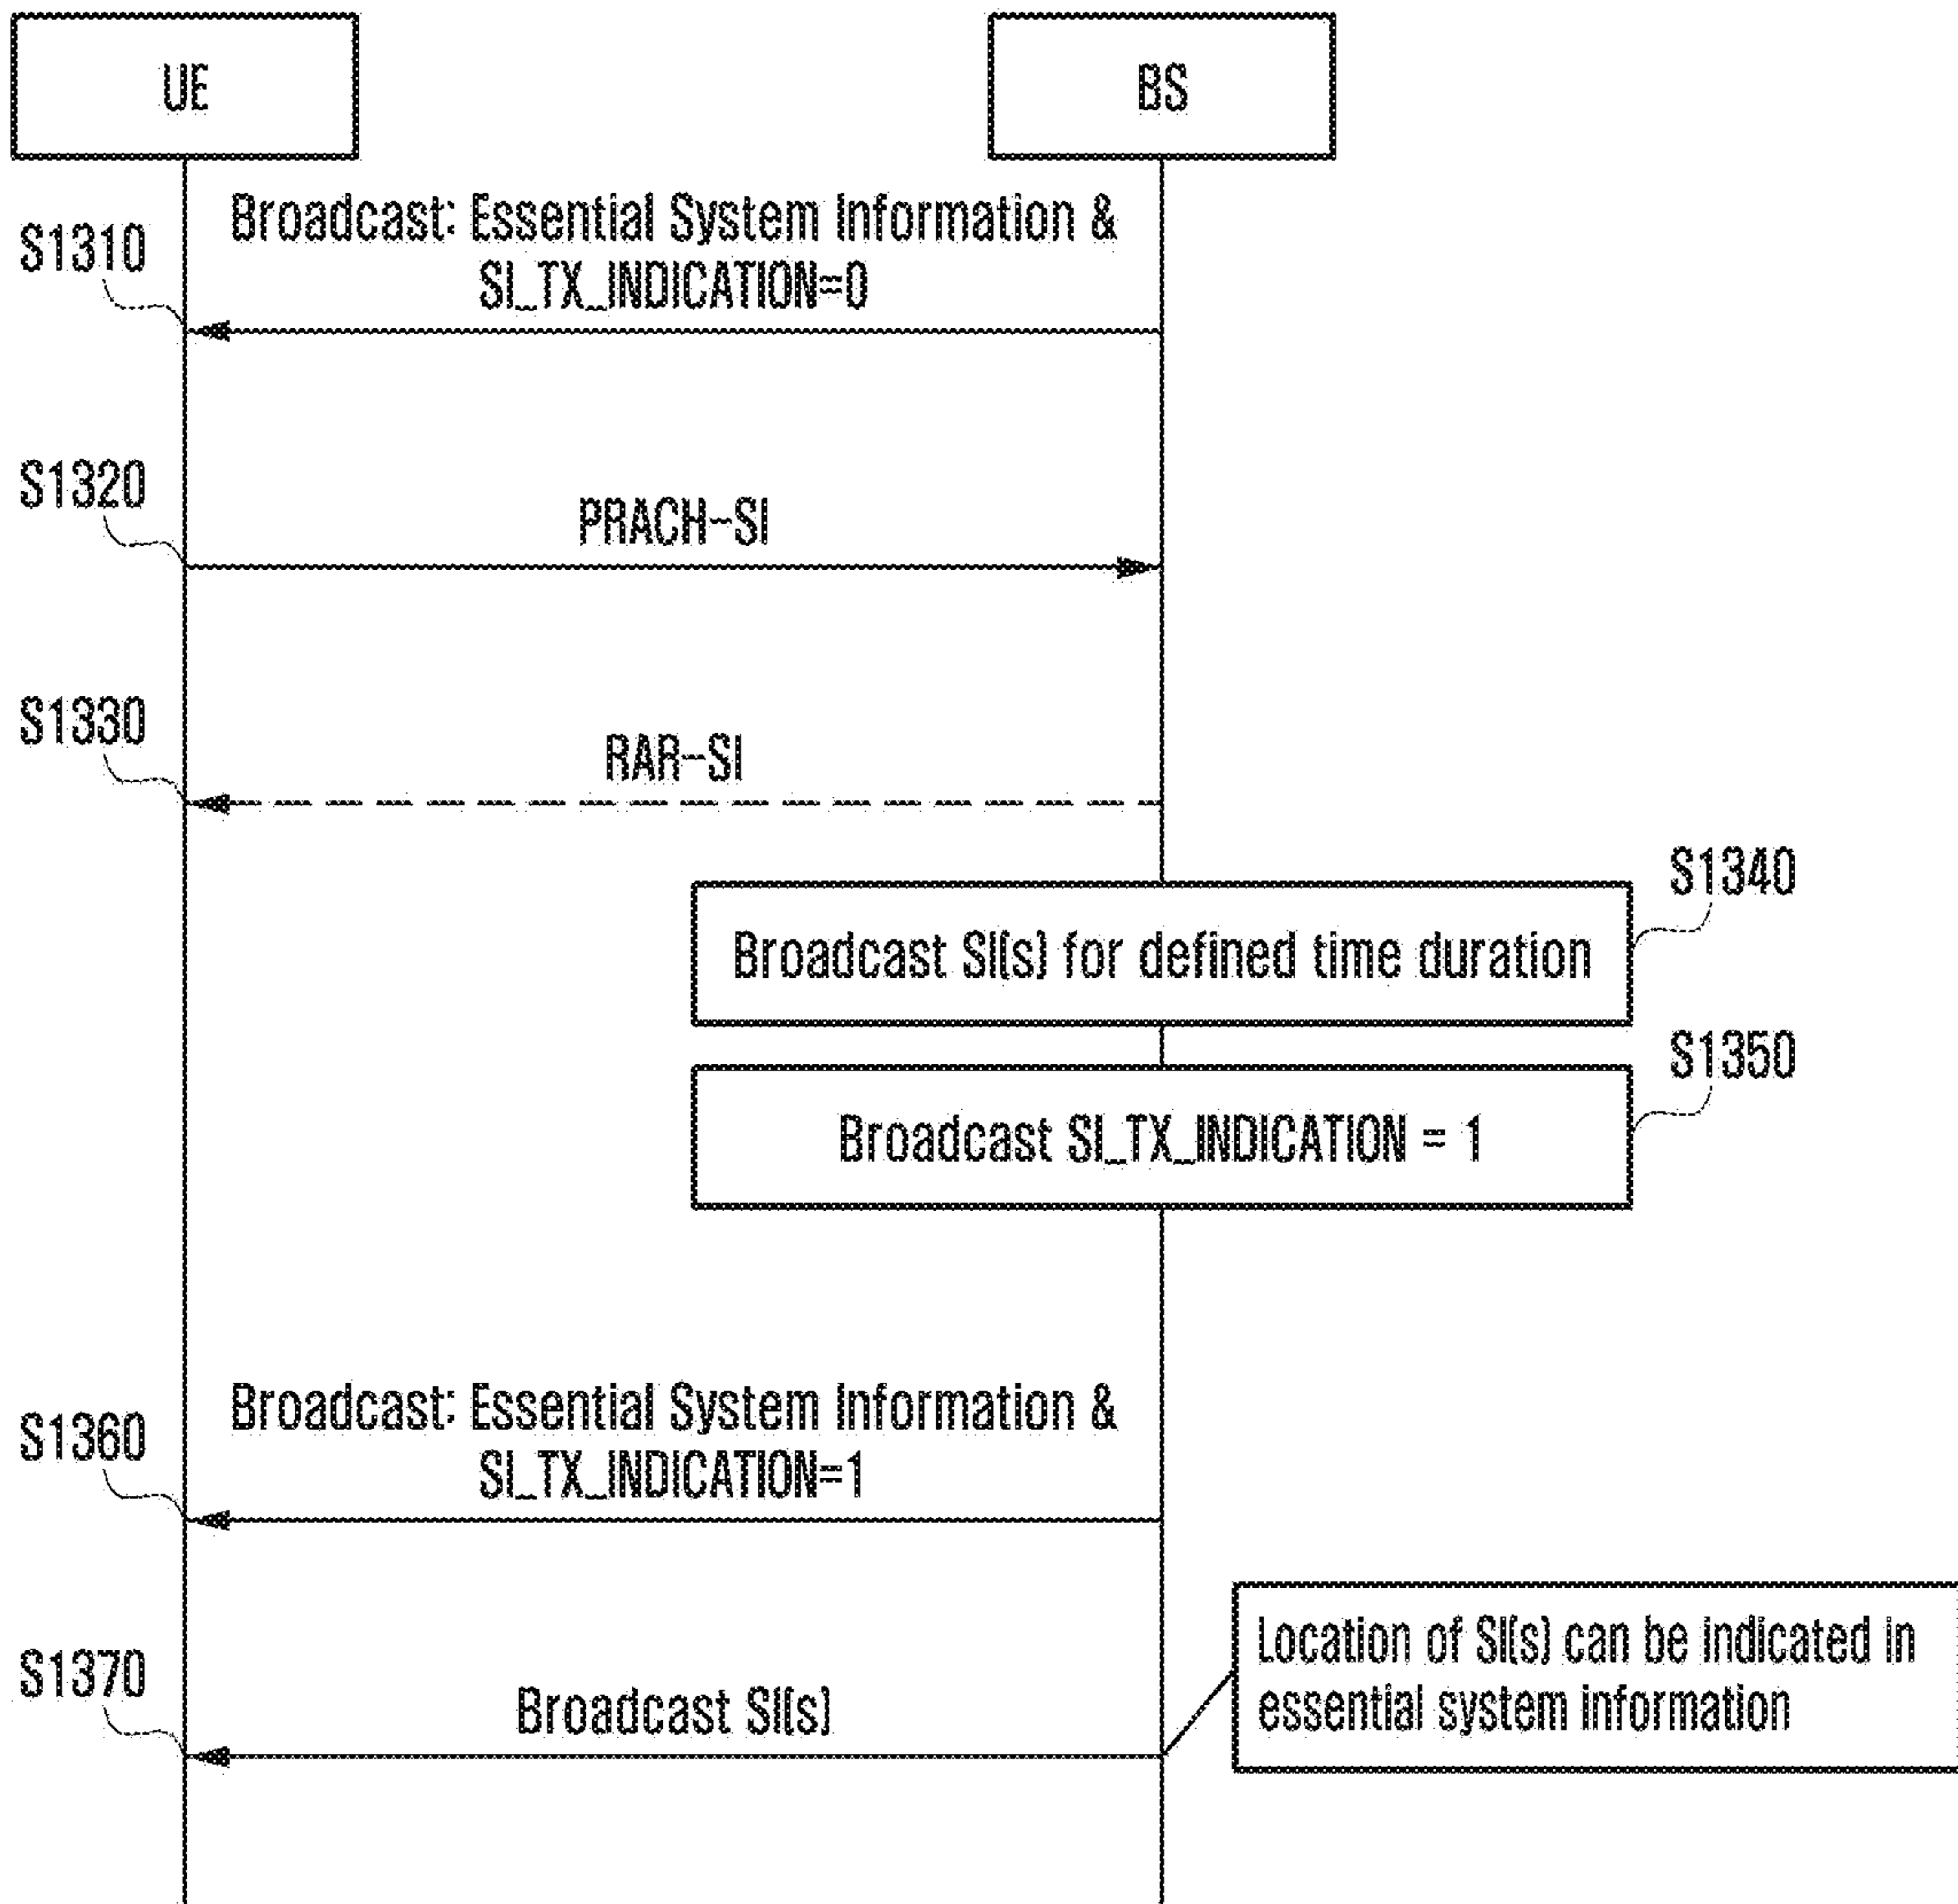 UE
BS
S1310
Broadcast: Essential System Information &
SI_TX_INDICATION=0
S1320
PRACH-SI
S1330
RAR-SI
S1340
Broadcast SI(s) for defined time duration
S1350
Broadcast SI_TX_INDICATION = 1
S1360
Broadcast: Essential System Information &
SI_TX_INDICATION=1
S1370
Broadcast SI(s)
Location of SI(s) can be indicated in
essential system information